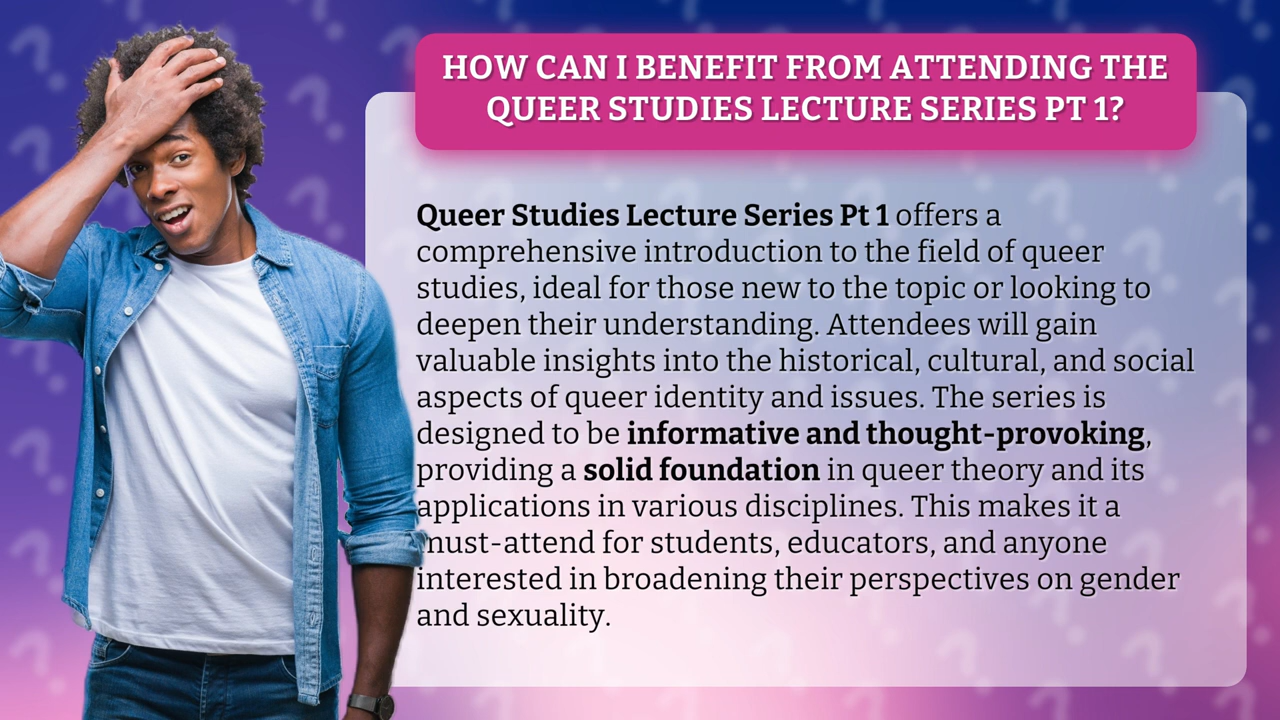 HOW CAN I BENEFIT FROM ATTENDING THE
QUEER STUDIES LECTURE SERIES PT 1?
Queer Studies Lecture Series Pt 1 offers a
comprehensive introduction to the field of queer
studies, ideal for those new to the topic or looking to
deepen their understanding. Attendees will gain
valuable insights into the historical, cultural, and social
aspects of queer identity and issues. The series is
designed to be informative and thought-provoking,
providing a solid foundation in queer theory and its
applications in various disciplines. This makes it a
must-attend for students, educators, and anyone
interested in broadening their perspectives on gender
and sexuality.